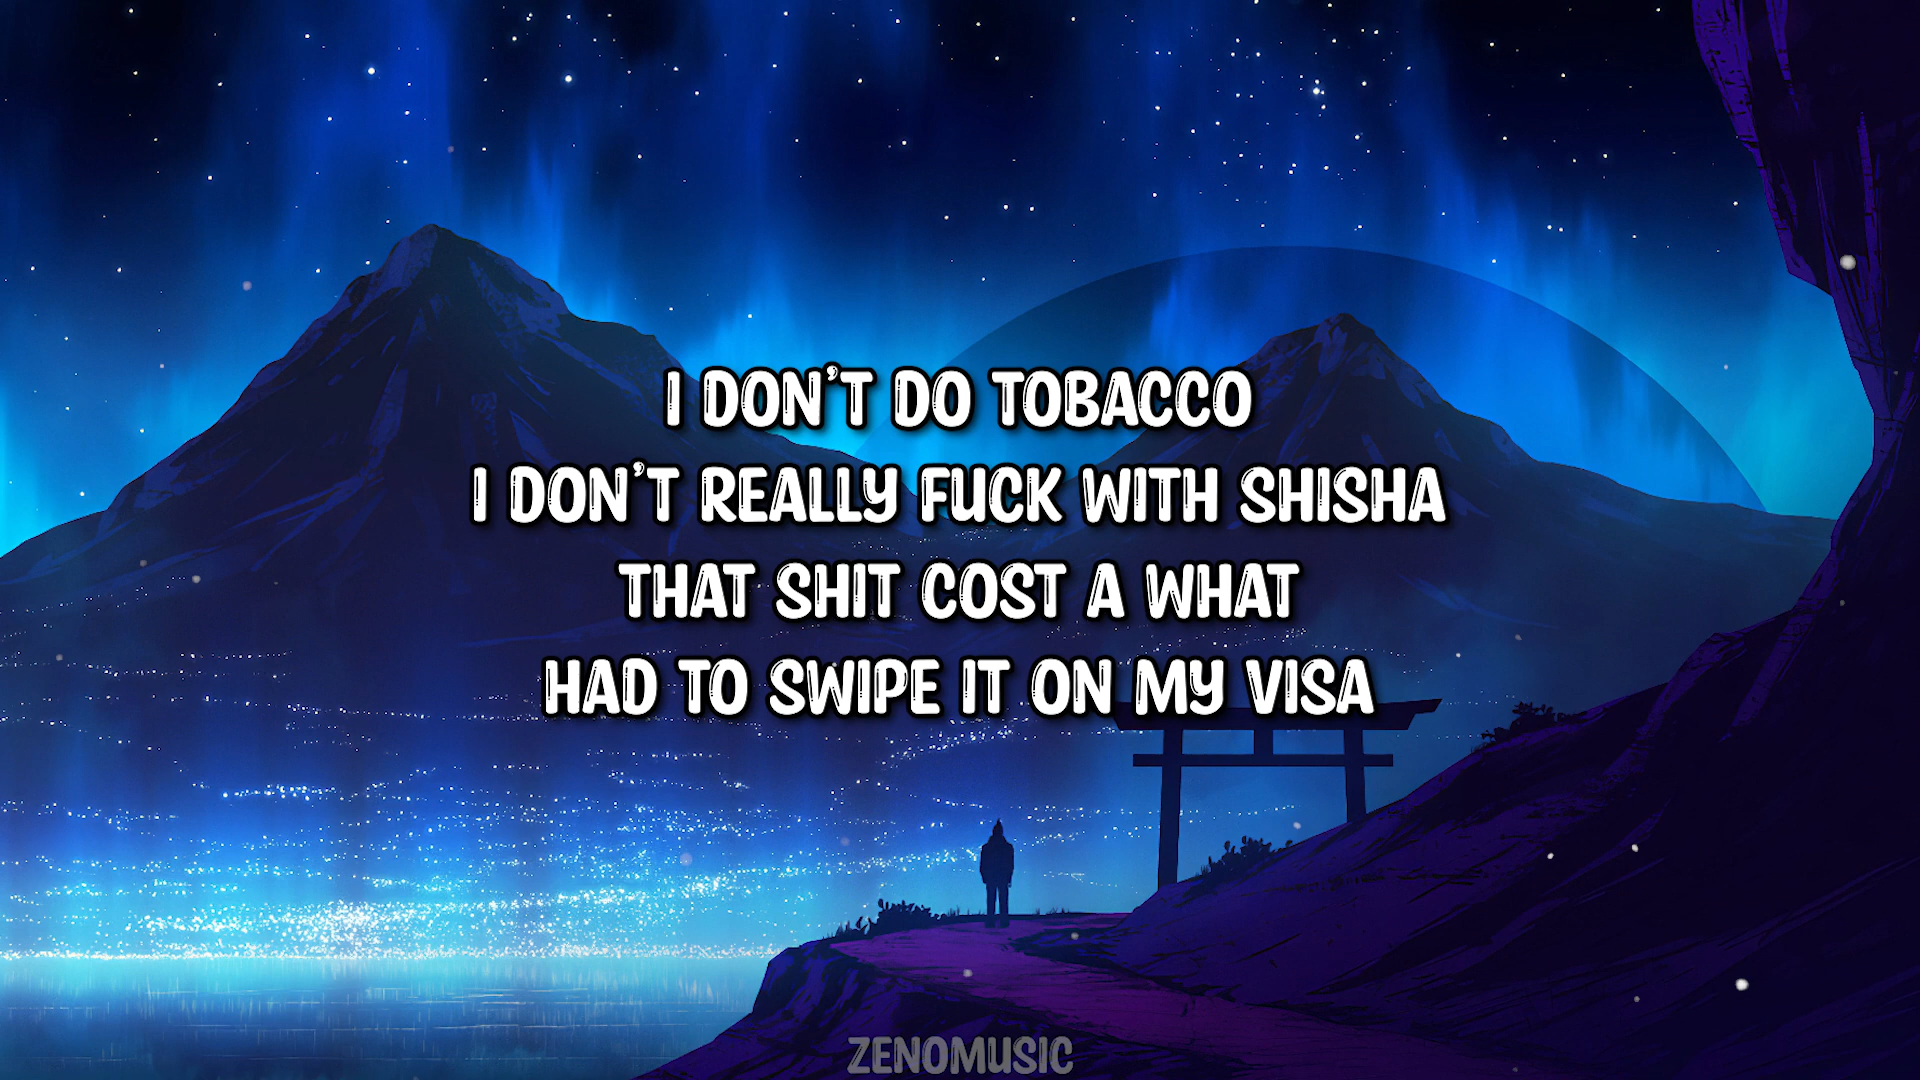 I DON'T DO TOBACCO
I DON'T REALLY FUCK WITH SHISHA
THAT SHIT COST A WHAT
HAD TO SWIPE IT ON MY VISA
ZENOMUSIC